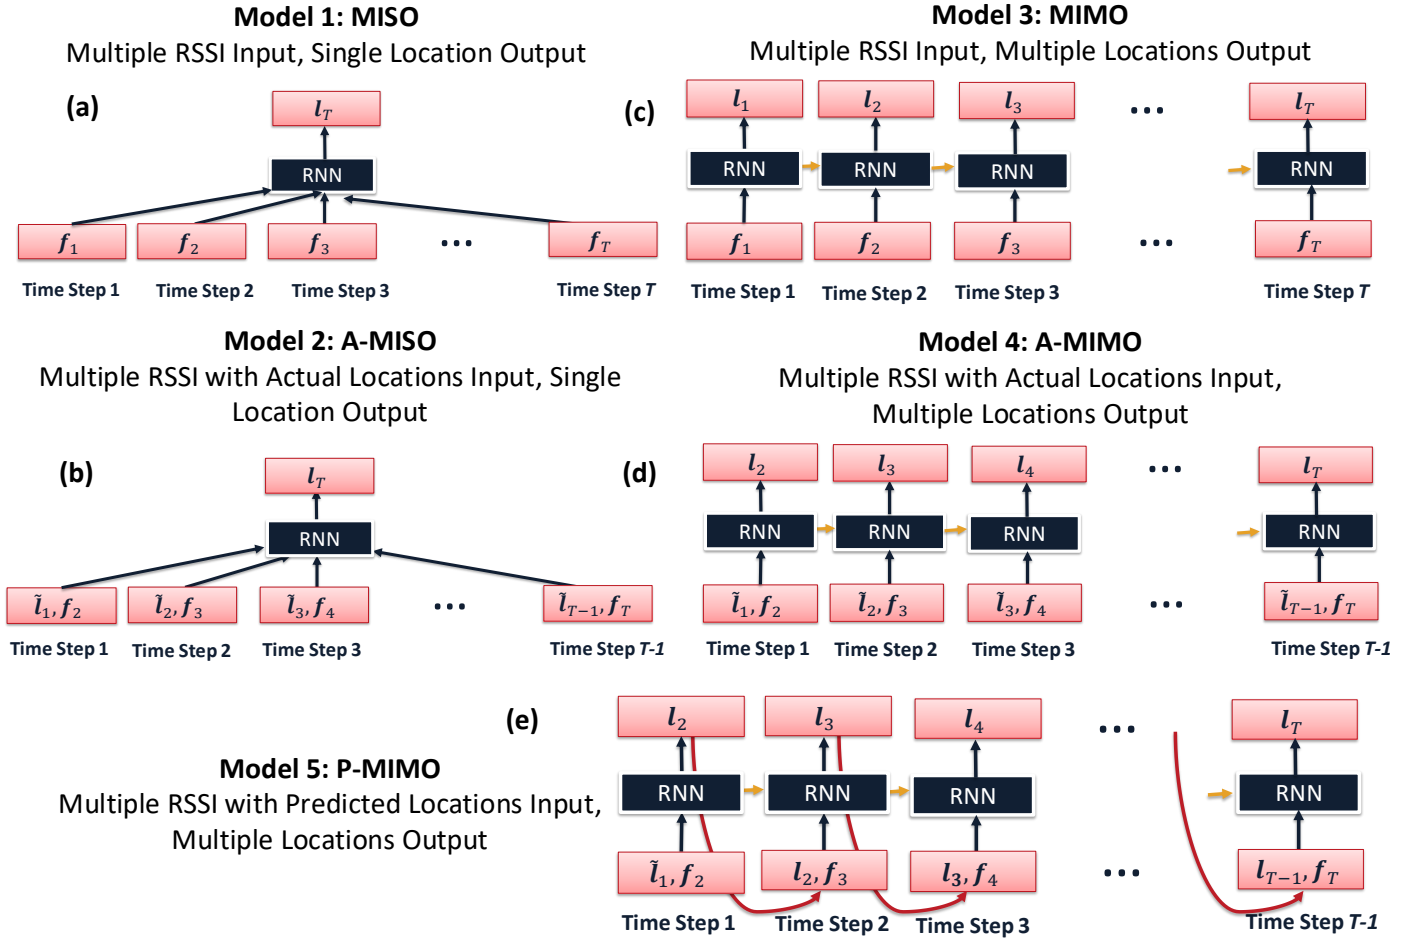 Model 1: MISO
Multiple RSSI Input, Single Location Output
(a)
l_T
RNN
f_1 f_2 f_3 ... f_T
Time Step 1 Time Step 2 Time Step 3 Time Step T
Model 3: MIMO
Multiple RSSI Input, Multiple Locations Output
(c)
l_1 l_2 l_3 ... l_T
RNN RNN RNN RNN
f_1 f_2 f_3 ... f_T
Time Step 1 Time Step 2 Time Step 3 Time Step T
Model 2: A-MISO
Multiple RSSI with Actual Locations Input, Single
Location Output
(b)
l_T
RNN
l̃_1, f_2 l̃_2, f_3 l̃_3, f_4 ... l̃_{T−1}, f_T
Time Step 1 Time Step 2 Time Step 3 Time Step T-1
Model 4: A-MIMO
Multiple RSSI with Actual Locations Input,
Multiple Locations Output
(d)
l_2 l_3 l_4 ... l_T
RNN RNN RNN RNN
l̃_1, f_2 l̃_2, f_3 l̃_3, f_4 ... l̃_{T−1}, f_T
Time Step 1 Time Step 2 Time Step 3 Time Step T-1
Model 5: P-MIMO
Multiple RSSI with Predicted Locations Input,
Multiple Locations Output
(e)
l_2 l_3 l_4 ... l_T
RNN RNN RNN RNN
l̃_1, f_2 l_2, f_3 l_3, f_4 ... l_{T−1}, f_T
Time Step 1 Time Step 2 Time Step 3 Time Step T-1